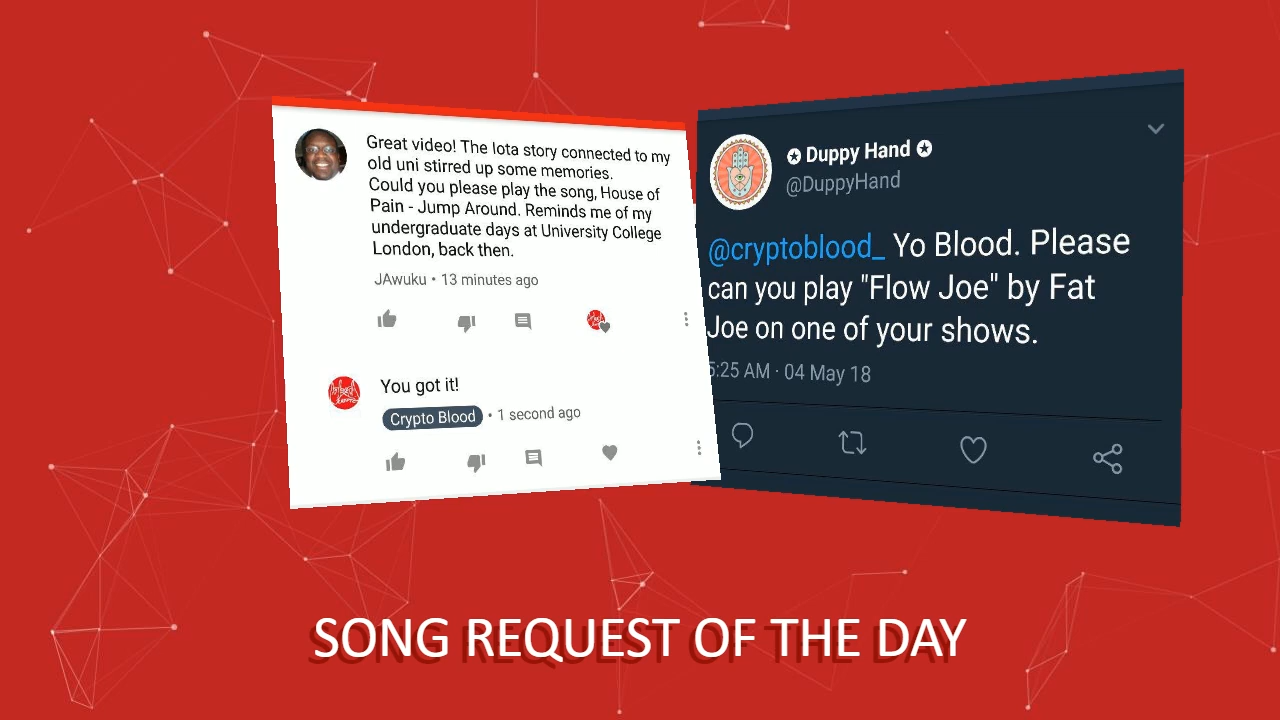 Great video! The Iota story connected to my
old uni stirred up some memories.
Could you please play the song, House of
Pain - Jump Around. Reminds me of my
undergraduate days at University College
London, back then.
JAwuku • 13 minutes ago
You got it!
Crypto Blood • 1 second ago
✪ Duppy Hand ✪
@DuppyHand
@cryptoblood_ Yo Blood. Please
can you play "Flow Joe" by Fat
Joe on one of your shows.
5:25 AM · 04 May 18
SONG REQUEST OF THE DAY